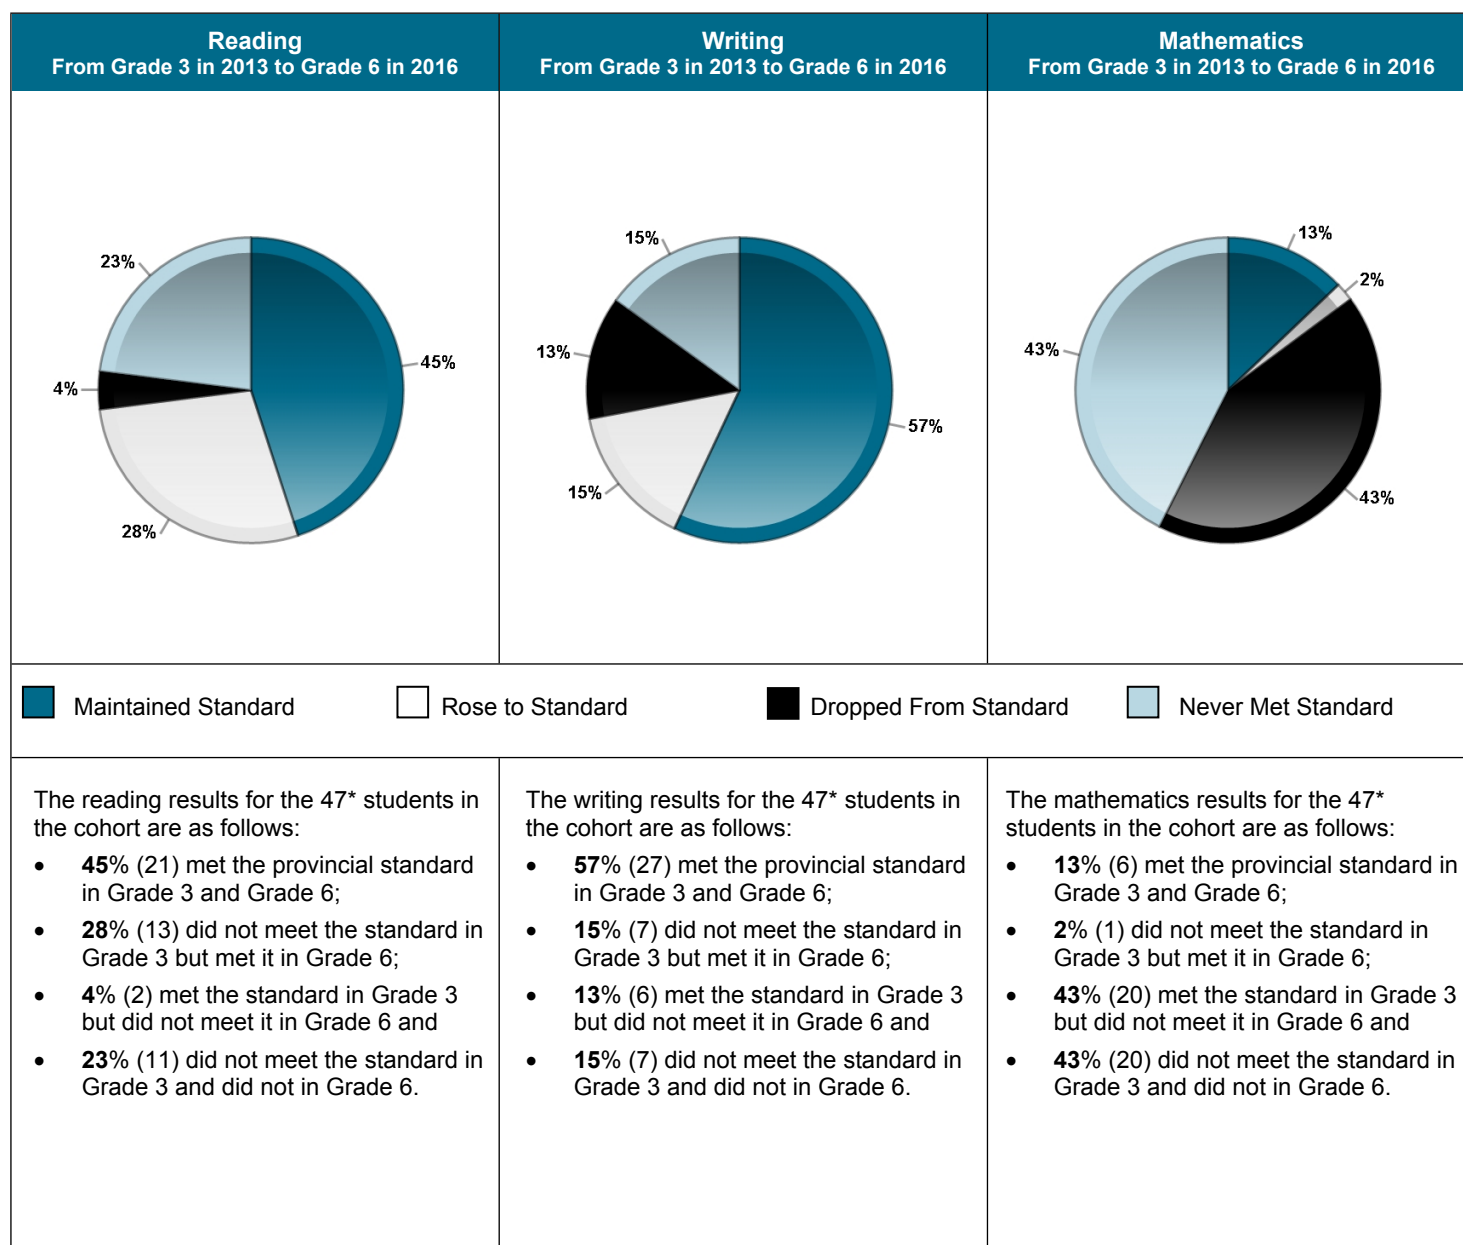 Reading
From Grade 3 in 2013 to Grade 6 in 2016
Writing
From Grade 3 in 2013 to Grade 6 in 2016
Mathematics
From Grade 3 in 2013 to Grade 6 in 2016
23%
45%
4%
28%
15%
13%
57%
15%
13%
2%
43%
43%
Maintained Standard
Rose to Standard
Dropped From Standard
Never Met Standard
The reading results for the 47* students in
the cohort are as follows:
• 45% (21) met the provincial standard
in Grade 3 and Grade 6;
• 28% (13) did not meet the standard in
Grade 3 but met it in Grade 6;
• 4% (2) met the standard in Grade 3
but did not meet it in Grade 6 and
• 23% (11) did not meet the standard in
Grade 3 and did not in Grade 6.
The writing results for the 47* students in
the cohort are as follows:
• 57% (27) met the provincial standard
in Grade 3 and Grade 6;
• 15% (7) did not meet the standard in
Grade 3 but met it in Grade 6;
• 13% (6) met the standard in Grade 3
but did not meet it in Grade 6 and
• 15% (7) did not meet the standard in
Grade 3 and did not in Grade 6.
The mathematics results for the 47*
students in the cohort are as follows:
• 13% (6) met the provincial standard in
Grade 3 and Grade 6;
• 2% (1) did not meet the standard in
Grade 3 but met it in Grade 6;
• 43% (20) met the standard in Grade 3
but did not meet it in Grade 6 and
• 43% (20) did not meet the standard in
Grade 3 and did not in Grade 6.